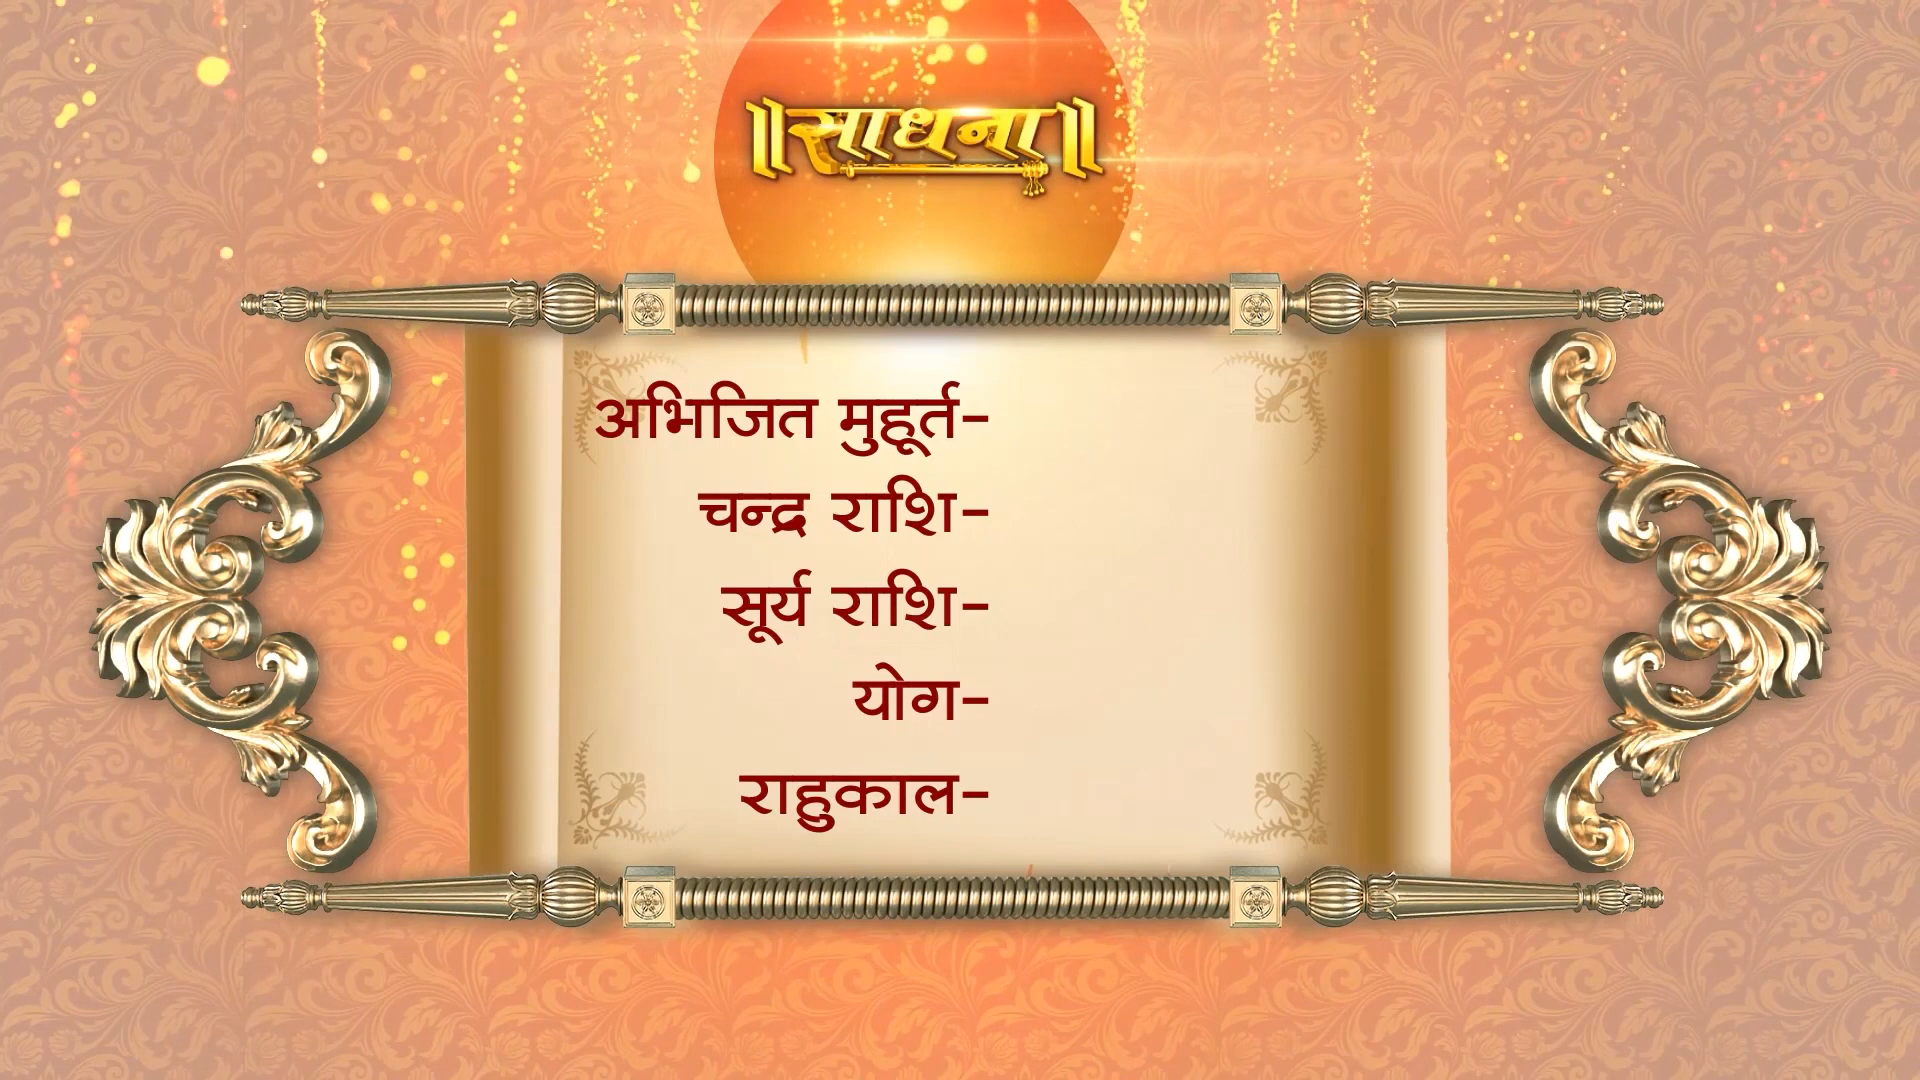 ॥साधना॥
अभिजित मुहूर्त-
चन्द्र राशि-
सूर्य राशि-
योग-
राहुकाल-